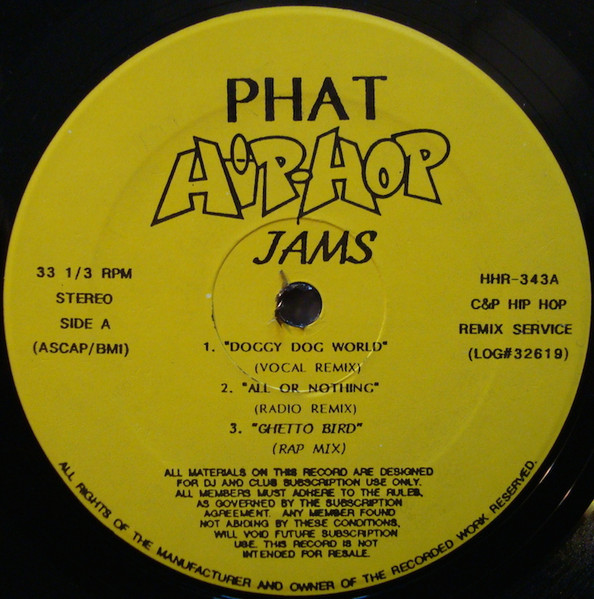 PHAT
HIP-HOP
JAMS
33 1/3 RPM
STEREO
SIDE A
(ASCAP/BMI)
HHR-343A
C&P HIP HOP
REMIX SERVICE
(LOG#32619)
1. "DOGGY DOG WORLD"
(VOCAL REMIX)
2. "ALL OR NOTHING"
(RADIO REMIX)
3. "GHETTO BIRD"
(RAP MIX)
ALL MATERIALS ON THIS RECORD ARE DESIGNED
FOR DJ AND CLUB SUBSCRIPTION USE ONLY.
ALL MEMBERS MUST ADHERE TO THE RULES,
AS GOVERNED BY THE SUBSCRIPTION
AGREEMENT. ANY MEMBER FOUND
NOT ABIDING BY THESE CONDITIONS,
WILL VOID FUTURE SUBSCRIPTION
USE. THIS RECORD IS NOT
INTENDED FOR RESALE.
ALL RIGHTS OF THE MANUFACTURER AND OWNER OF THE RECORDED WORK RESERVED.